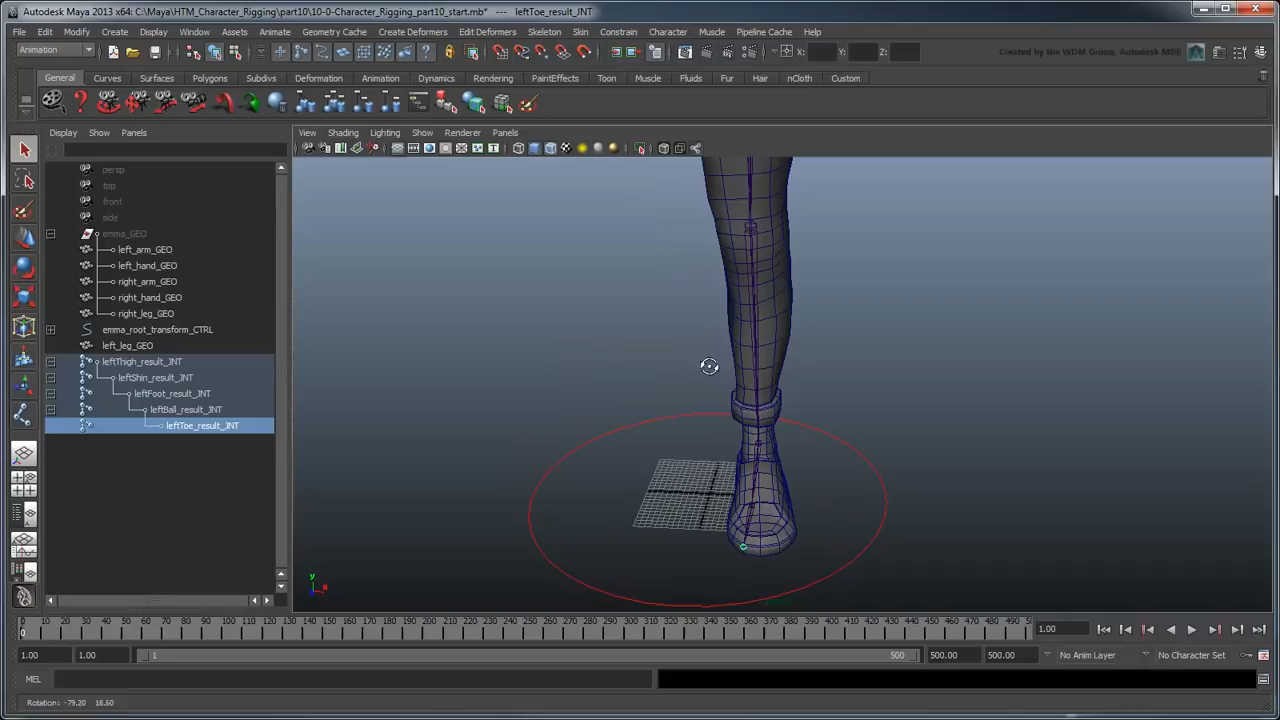 Autodesk Maya 2013 x64: C:\Maya\HTM_Character_Rigging\part10\10-0-Character_Rigging_part10_start.mb* --- leftToe_result_JNT
File Edit Modify Create Display Window Assets Animate Geometry Cache Create Deformers Edit Deformers Skeleton Skin Constrain Character Muscle Pipeline Cache Help
Animation X: Y: Z: Created by the WDM Group, Autodesk M&E
General Curves Surfaces Polygons Subdivs Deformation Animation Dynamics Rendering PaintEffects Toon Muscle Fluids Fur Hair nCloth Custom
Display Show Panels View Shading Lighting Show Renderer Panels
persp
top
front
side
emma_GEO
left_arm_GEO
left_hand_GEO
right_arm_GEO
right_hand_GEO
right_leg_GEO
emma_root_transform_CTRL
left_leg_GEO
leftThigh_result_JNT
leftShin_result_JNT
leftFoot_result_JNT
leftBall_result_JNT
leftToe_result_JNT
y
x
0 10 20 30 40 50 60 70 80 90 100 110 120 130 140 150 160 170 180 190 200 210 220 230 240 250 260 270 280 290 300 310 320 330 340 350 360 370 380 390 400 410 420 430 440 450 460 470 480 490 50
0 1.00
1.00 1.00 1 500 500.00 500.00 No Anim Layer No Character Set
MEL
Rotation: -79.20 18.60